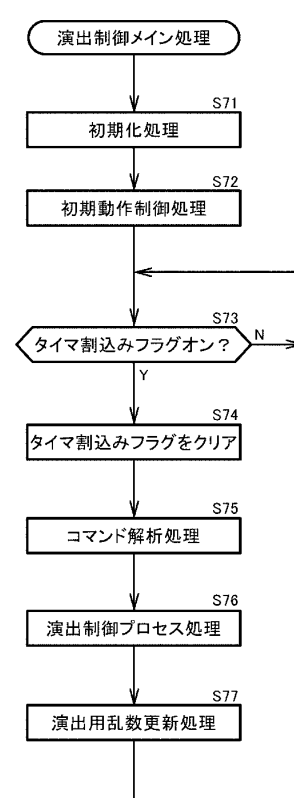 演出制御メイン処理
S71
初期化処理
S72
初期動作制御処理
S73
タイマ割込みフラグオン？
N
Y
S74
タイマ割込みフラグをクリア
S75
コマンド解析処理
S76
演出制御プロセス処理
S77
演出用乱数更新処理